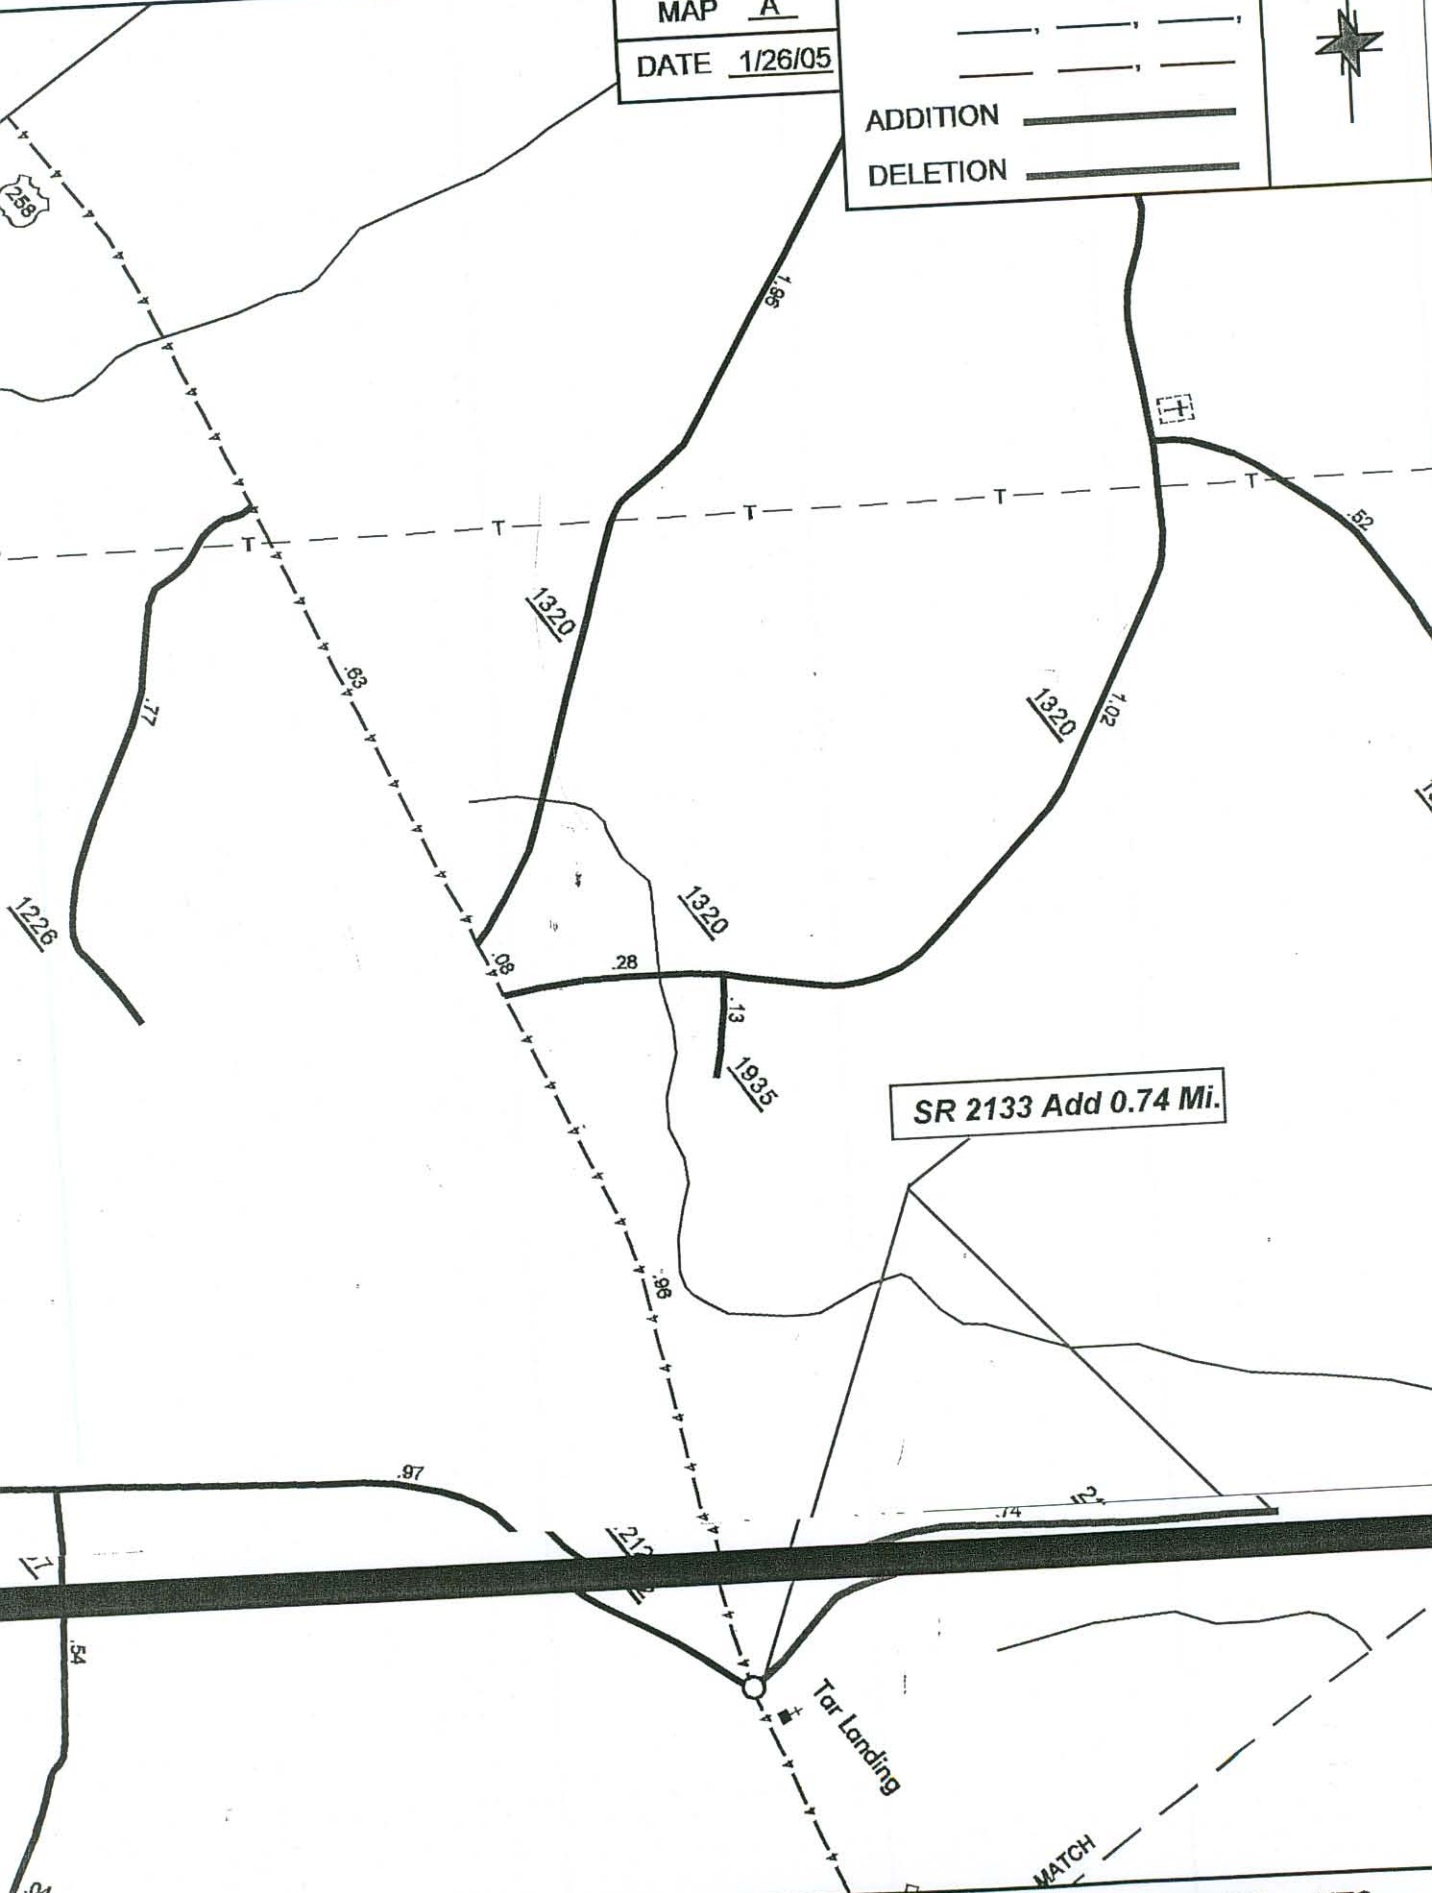 MAP A
DATE 1/26/05
ADDITION
DELETION
258
1.95
T
T
T
T
T
.52
1320
.63
.77
1320
1.02
1226
1320
.08
.28
.13
1935
SR 2133 Add 0.74 Mi.
.96
.97
.74
.54
Tar Landing
MATCH